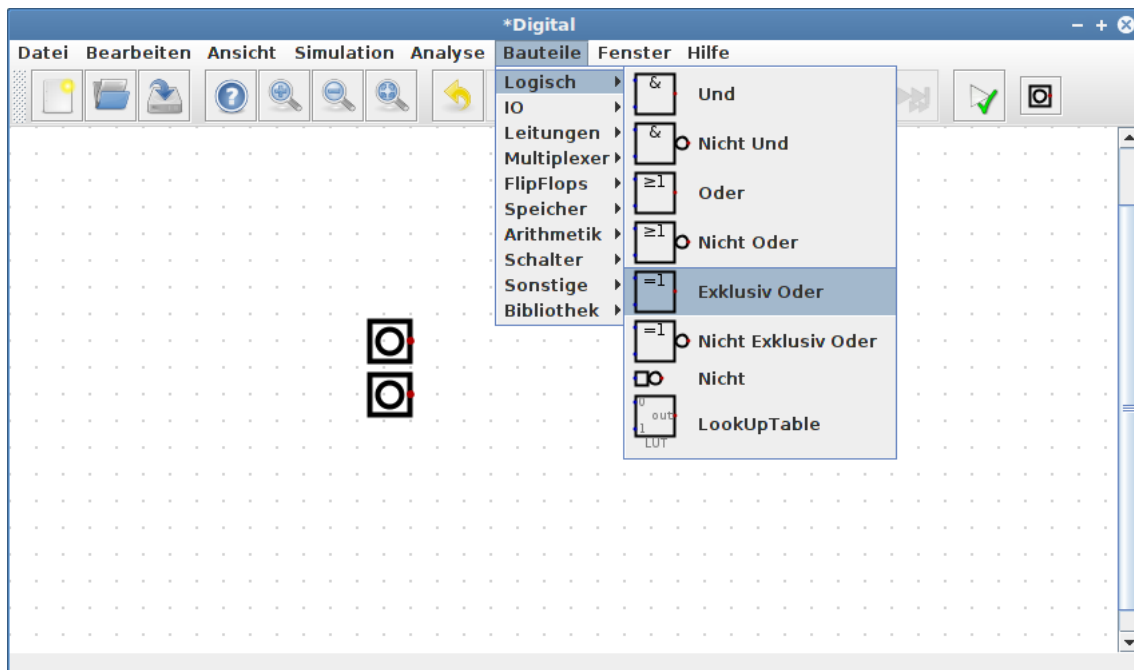 *Digital
Datei Bearbeiten Ansicht Simulation Analyse Bauteile Fenster Hilfe
Logisch
IO
Leitungen
Multiplexer
FlipFlops
Speicher
Arithmetik
Schalter
Sonstige
Bibliothek
& Und
& Nicht Und
≥1 Oder
≥1 Nicht Oder
=1 Exklusiv Oder
=1 Nicht Exklusiv Oder
Nicht
0
out
1
LUT
LookUpTable